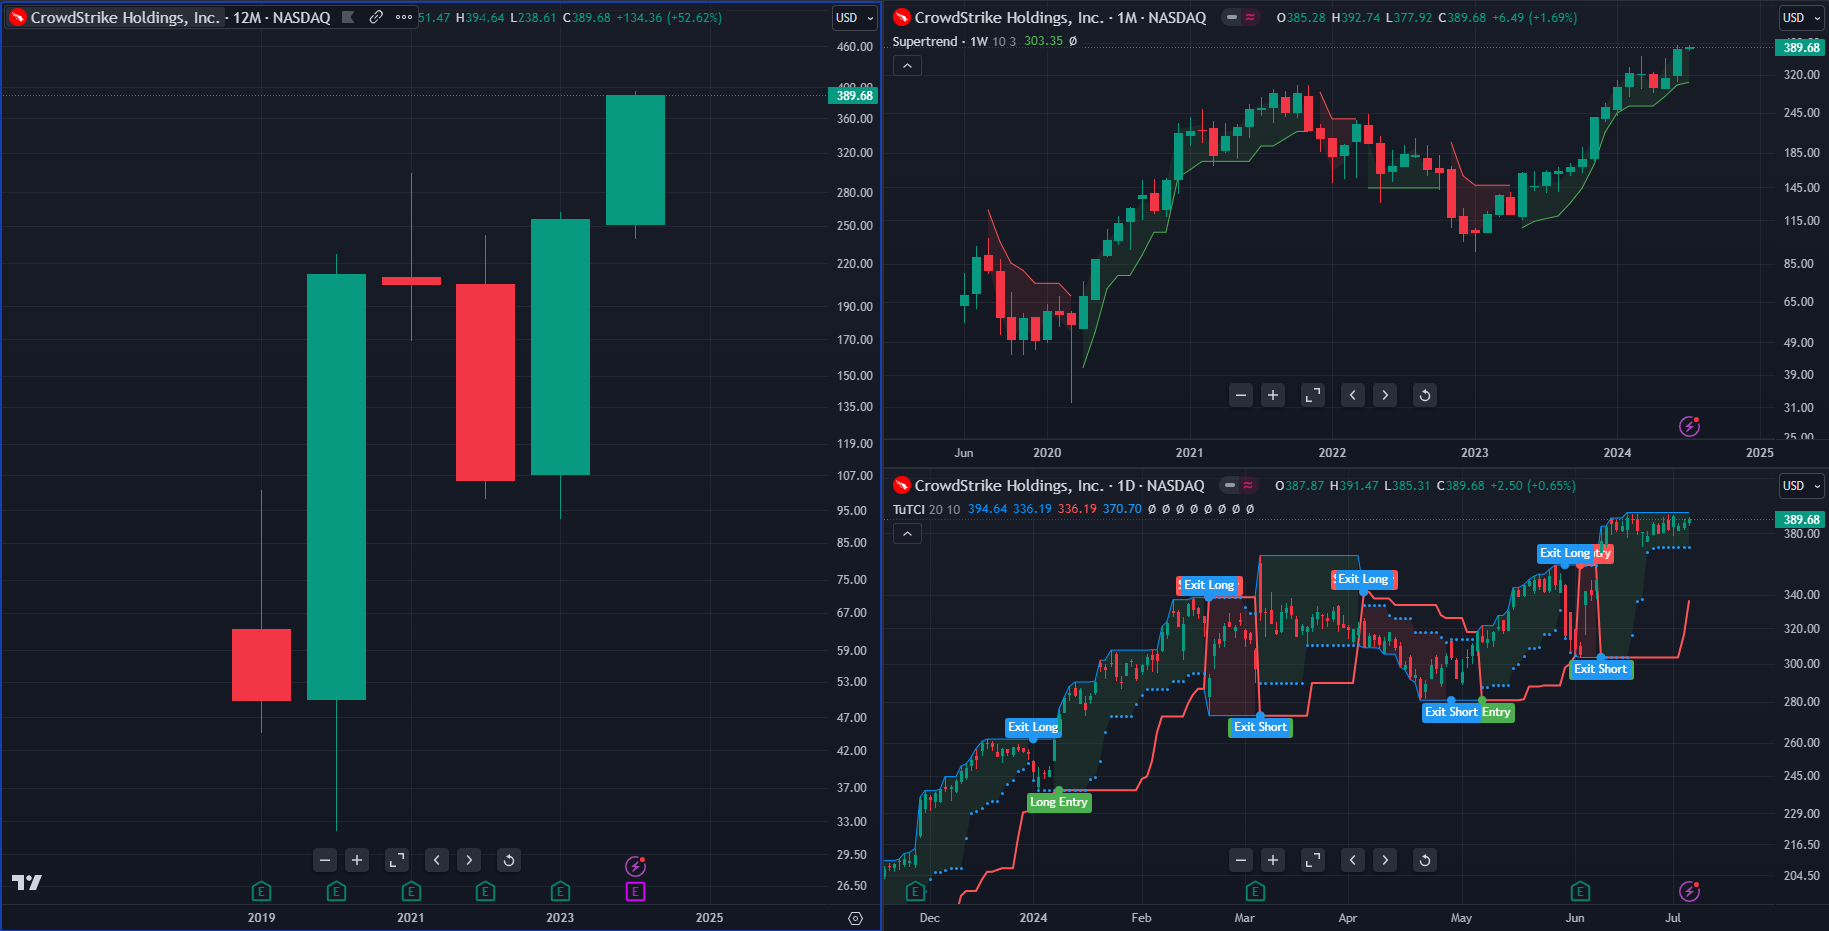 CrowdStrike Holdings, Inc. · 12M · NASDAQ 51.47 H394.64 L238.61 C389.68 +134.36 (+52.62%)
USD
460.00
400.00
389.68
360.00
320.00
280.00
250.00
220.00
190.00
170.00
150.00
135.00
119.00
107.00
95.00
85.00
75.00
67.00
59.00
53.00
47.00
42.00
37.00
33.00
29.50
26.50
E E E E E E
2019 2021 2023 2025
CrowdStrike Holdings, Inc. · 1M · NASDAQ O385.28 H392.74 L377.92 C389.68 +6.49 (+1.69%)
USD
Supertrend · 1W 10 3 303.35 Ø
389.68
320.00
245.00
185.00
145.00
115.00
85.00
65.00
49.00
39.00
31.00
25.00
Jun 2020 2021 2022 2023 2024 2025
CrowdStrike Holdings, Inc. · 1D · NASDAQ O387.87 H391.47 L385.31 C389.68 +2.50 (+0.65%)
USD
TuTCI 20 10 394.64 336.19 336.19 370.70 Ø Ø Ø Ø Ø Ø Ø Ø
389.68
380.00
340.00
320.00
300.00
280.00
260.00
245.00
229.00
216.50
204.50
Exit Long
Long Entry
Exit Long
Exit Short
Exit Long
Exit Short Entry
Exit Long try
Exit Short
E E E
Dec 2024 Feb Mar Apr May Jun Jul